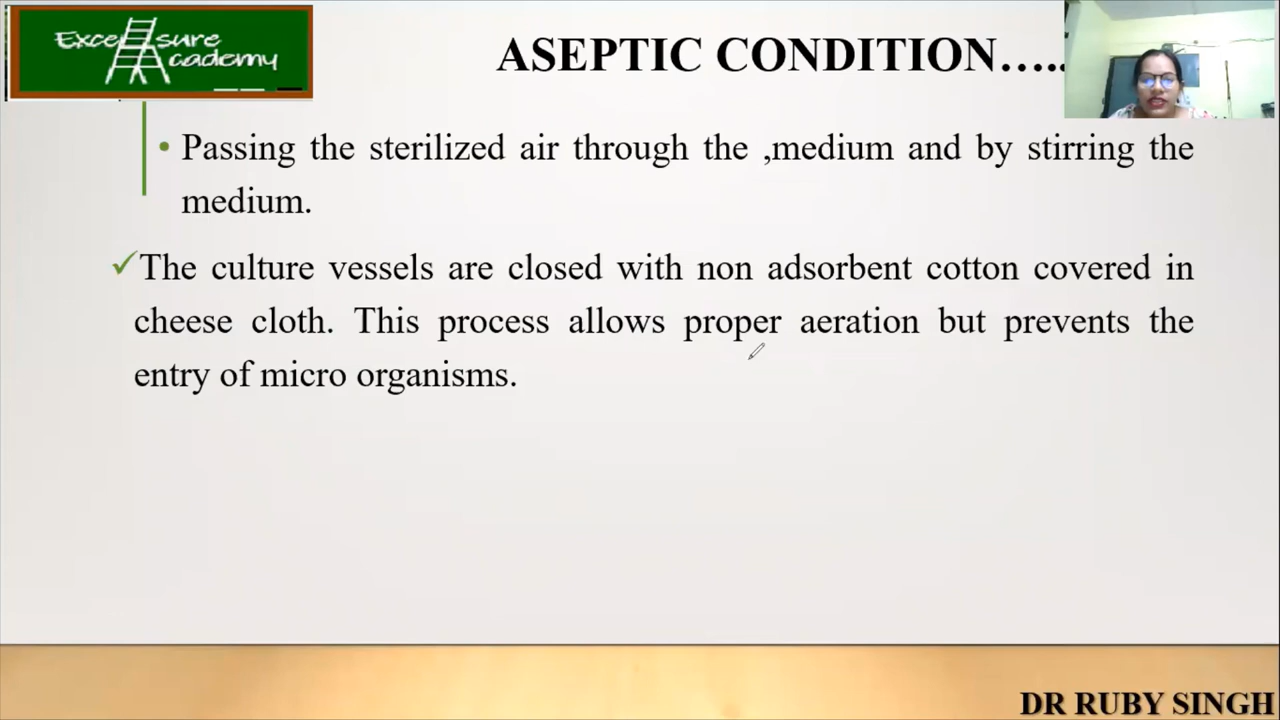 Excel sure
Academy
ASEPTIC CONDITION…..
• Passing the sterilized air through the ,medium and by stirring the
medium.
✓The culture vessels are closed with non adsorbent cotton covered in
cheese cloth. This process allows proper aeration but prevents the
entry of micro organisms.
DR RUBY SINGH